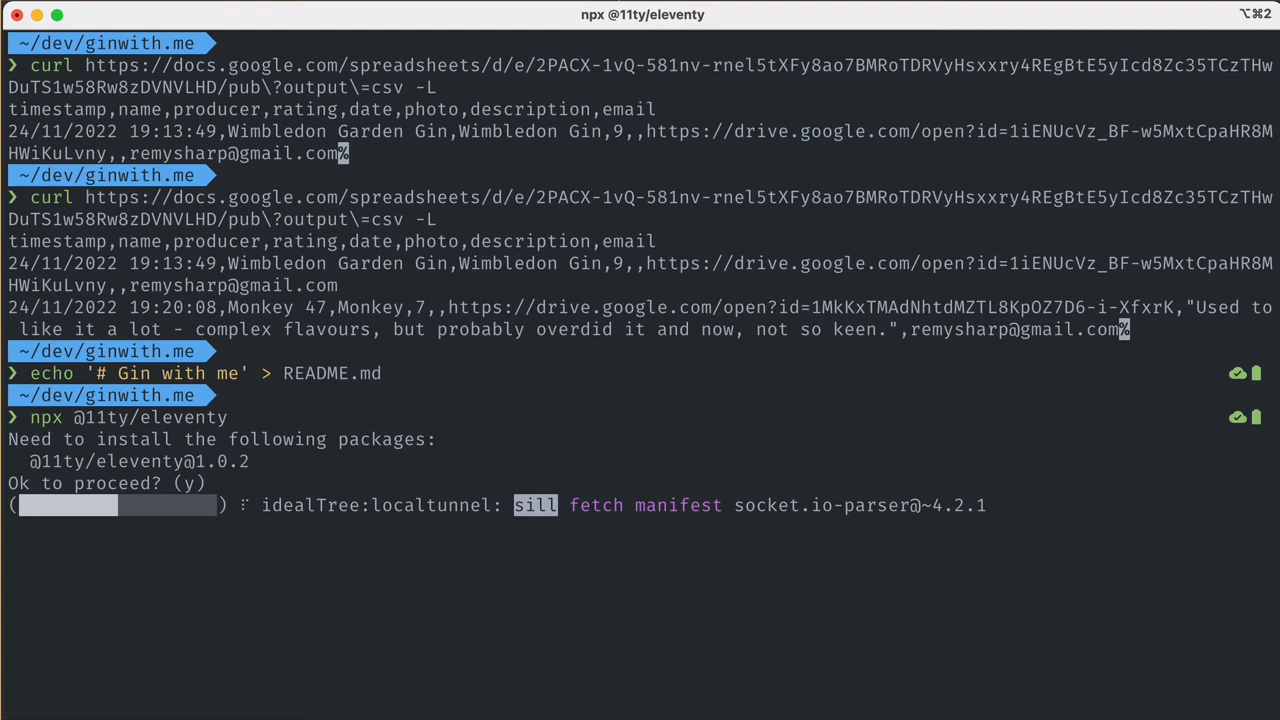 npx @11ty/eleventy
⌥⌘2
~/dev/ginwith.me
❯ curl https://docs.google.com/spreadsheets/d/e/2PACX-1vQ-581nv-rnel5tXFy8ao7BMRoTDRVyHsxxry4REgBtE5yIcd8Zc35TCzTHw
DuTS1w58Rw8zDVNVLHD/pub\?output\=csv -L
timestamp,name,producer,rating,date,photo,description,email
24/11/2022 19:13:49,Wimbledon Garden Gin,Wimbledon Gin,9,,https://drive.google.com/open?id=1iENUcVz_BF-w5MxtCpaHR8M
HWiKuLvny,,remysharp@gmail.com%
~/dev/ginwith.me
❯ curl https://docs.google.com/spreadsheets/d/e/2PACX-1vQ-581nv-rnel5tXFy8ao7BMRoTDRVyHsxxry4REgBtE5yIcd8Zc35TCzTHw
DuTS1w58Rw8zDVNVLHD/pub\?output\=csv -L
timestamp,name,producer,rating,date,photo,description,email
24/11/2022 19:13:49,Wimbledon Garden Gin,Wimbledon Gin,9,,https://drive.google.com/open?id=1iENUcVz_BF-w5MxtCpaHR8M
HWiKuLvny,,remysharp@gmail.com
24/11/2022 19:20:08,Monkey 47,Monkey,7,,https://drive.google.com/open?id=1MkKxTMAdNhtdMZTL8KpOZ7D6-i-XfxrK,"Used to
like it a lot - complex flavours, but probably overdid it and now, not so keen.",remysharp@gmail.com%
~/dev/ginwith.me
❯ echo '# Gin with me' > README.md
~/dev/ginwith.me
❯ npx @11ty/eleventy
Need to install the following packages:
@11ty/eleventy@1.0.2
Ok to proceed? (y)
( ) ⠏ idealTree:localtunnel: sill fetch manifest socket.io-parser@~4.2.1